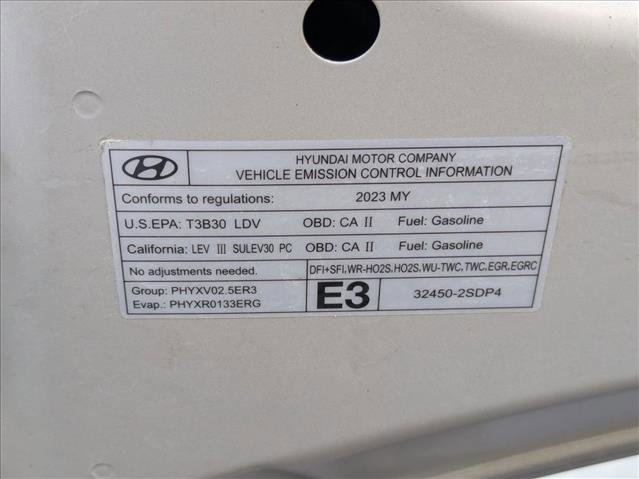 HYUNDAI MOTOR COMPANY
VEHICLE EMISSION CONTROL INFORMATION
Conforms to regulations: 2023 MY
U.S.EPA: T3B30 LDV OBD: CA II Fuel: Gasoline
California: LEV III SULEV30 PC OBD: CA II Fuel: Gasoline
No adjustments needed. DFI+SFI,WR-HO2S,HO2S,WU-TWC,TWC,EGR,EGRC
Group: PHYXV02.5ER3
Evap.: PHYXR0133ERG
E3 32450-2SDP4